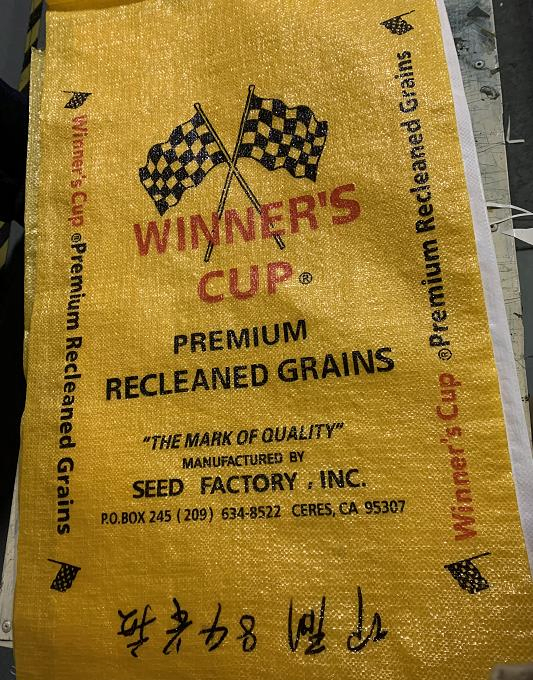 WINNER'S
CUP®
PREMIUM
RECLEANED GRAINS
"THE MARK OF QUALITY"
MANUFACTURED BY
SEED FACTORY, INC.
P.O.BOX 245 (209) 634-8522 CERES, CA 95307
Winner's Cup ®Premium Recleaned Grains
Winner's Cup ®Premium Recleaned Grains
84